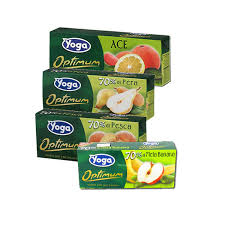 Yoga
ACE
Optimum
Yoga
70% di Pera
Optimum
Yoga
70% di Pesca
Optimum
Yoga
70% di Mela Banana
Optimum